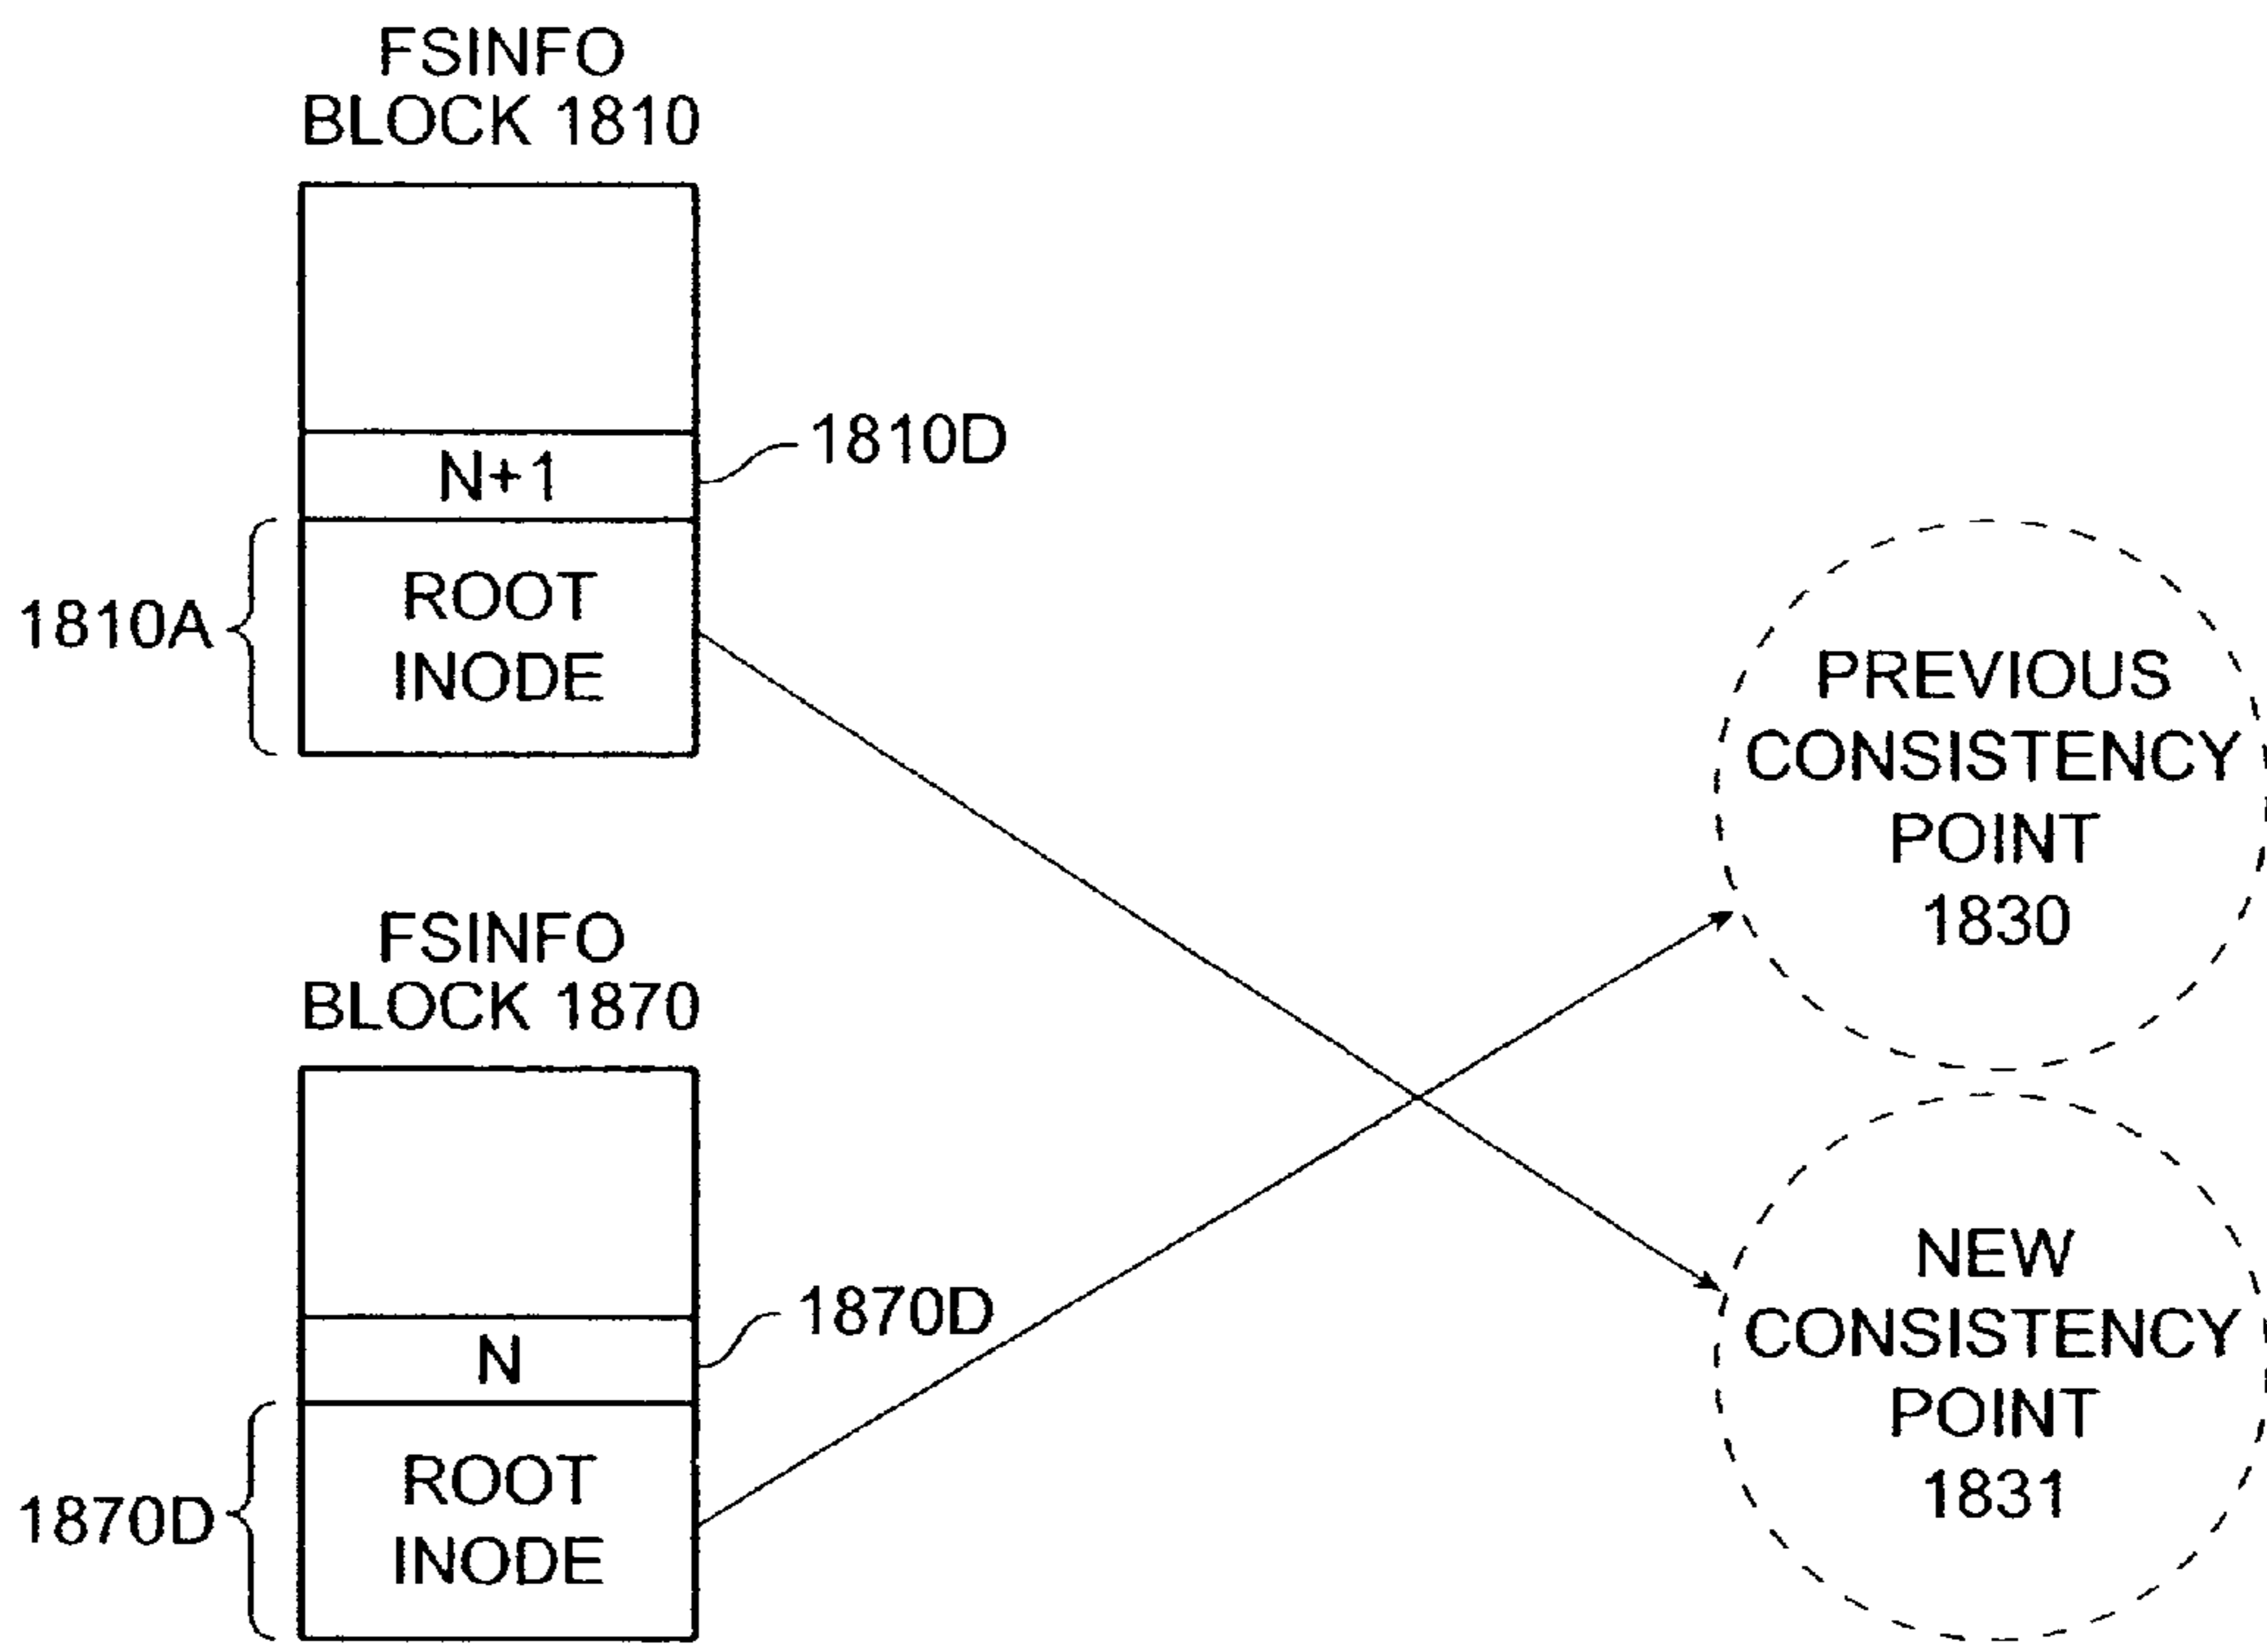 FSINFO
BLOCK 1810
N+1
1810D
1810A
ROOT
INODE
PREVIOUS
CONSISTENCY
POINT
1830
FSINFO
BLOCK 1870
N
1870D
1870D
ROOT
INODE
NEW
CONSISTENCY
POINT
1831